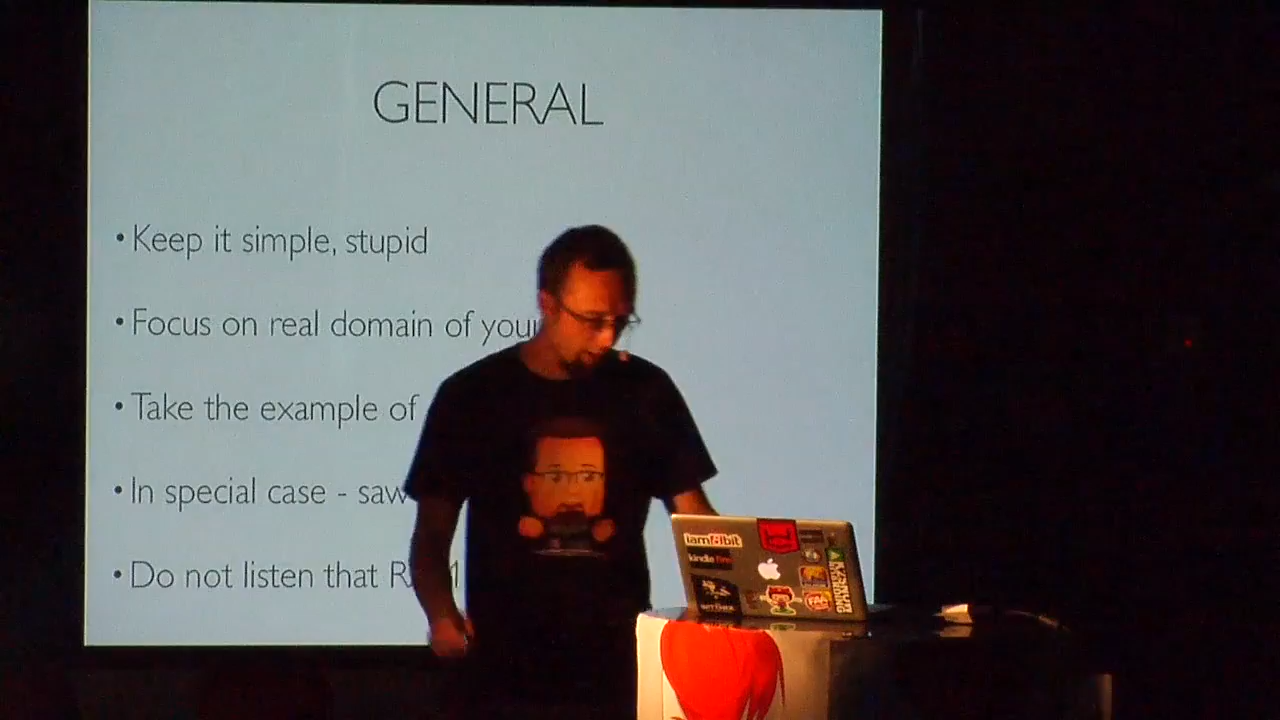 GENERAL
• Keep it simple, stupid
• Focus on real domain of your
• Take the example of
• In special case - saw
• Do not listen that
iam8bit
kindle fire